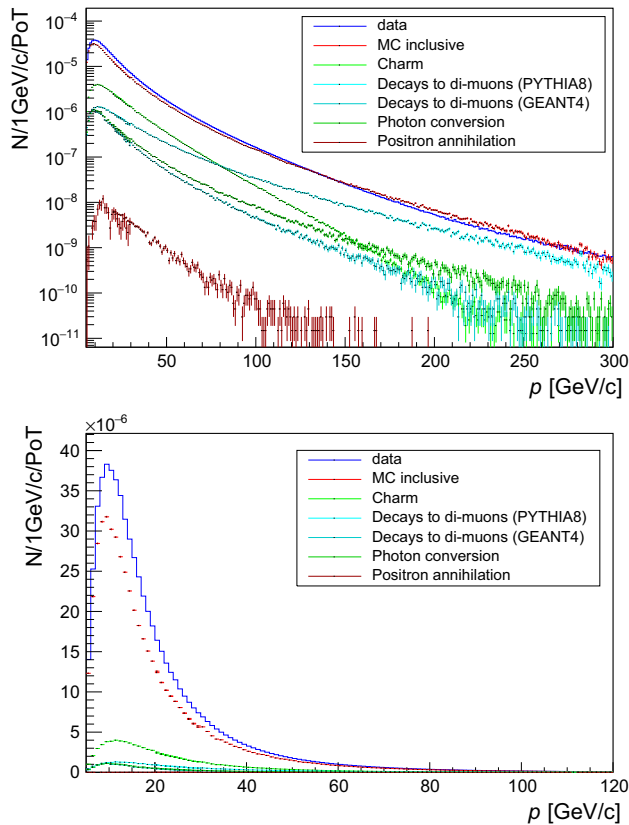 10⁻⁴
10⁻⁵
10⁻⁶
10⁻⁷
10⁻⁸
10⁻⁹
10⁻¹⁰
10⁻¹¹
N/1GeV/c/PoT
data
MC inclusive
Charm
Decays to di-muons (PYTHIA8)
Decays to di-muons (GEANT4)
Photon conversion
Positron annihilation
50 100 150 200 250 300
p [GeV/c]
×10⁻⁶
40
35
30
25
20
15
10
5
0
N/1GeV/c/PoT
data
MC inclusive
Charm
Decays to di-muons (PYTHIA8)
Decays to di-muons (GEANT4)
Photon conversion
Positron annihilation
20 40 60 80 100 120
p [GeV/c]